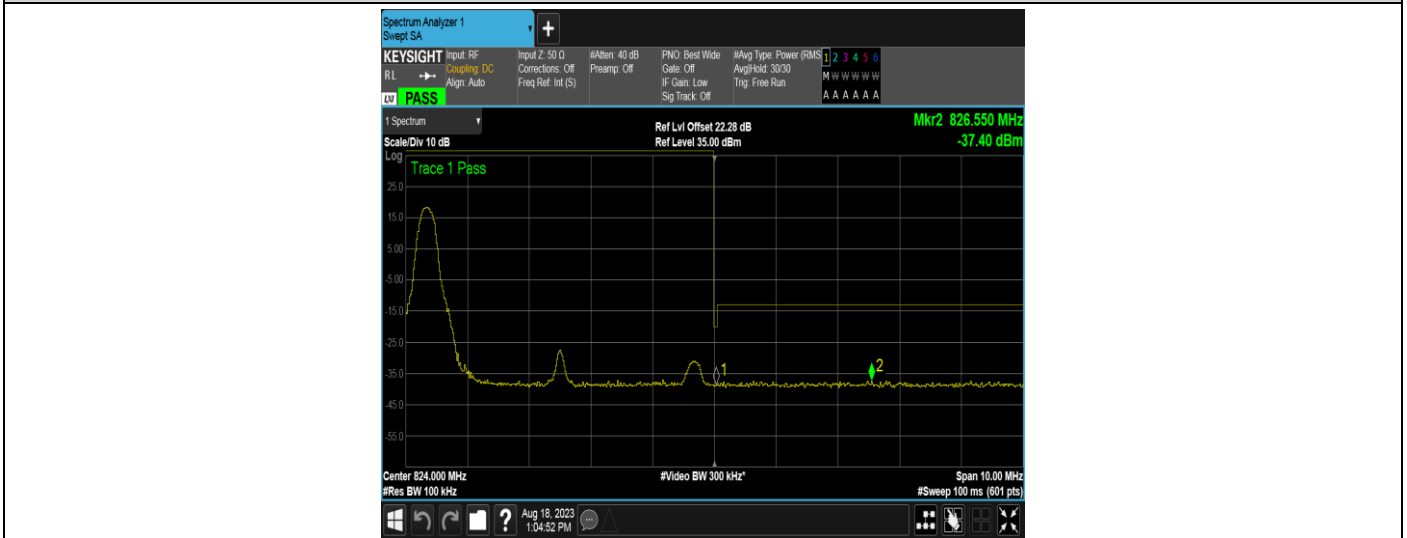 Spectrum Analyzer 1
Swept SA
+
KEYSIGHT Input: RF Input Z: 50 Ω #Atten: 40 dB PNO: Best Wide #Avg Type: Power (RMS 1 2 3 4 5 6
RL Coupling: DC Corrections: Off Preamp: Off Gate: Off Avg|Hold: 30/30 M W W W W W
Align: Auto Freq Ref: Int (S) IF Gain: Low Trig: Free Run
LXI PASS Sig Track: Off A A A A A A
1 Spectrum Ref Lvl Offset 22.28 dB Mkr2 826.550 MHz
Scale/Div 10 dB Ref Level 35.00 dBm -37.40 dBm
Log
Trace 1 Pass
25.0
15.0
5.00
-5.00
-15.0
-25.0
-35.0 1 2
-45.0
-55.0
Center 824.000 MHz #Video BW 300 kHz* Span 10.00 MHz
#Res BW 100 kHz #Sweep 100 ms (601 pts)
? Aug 18, 2023
1:04:52 PM